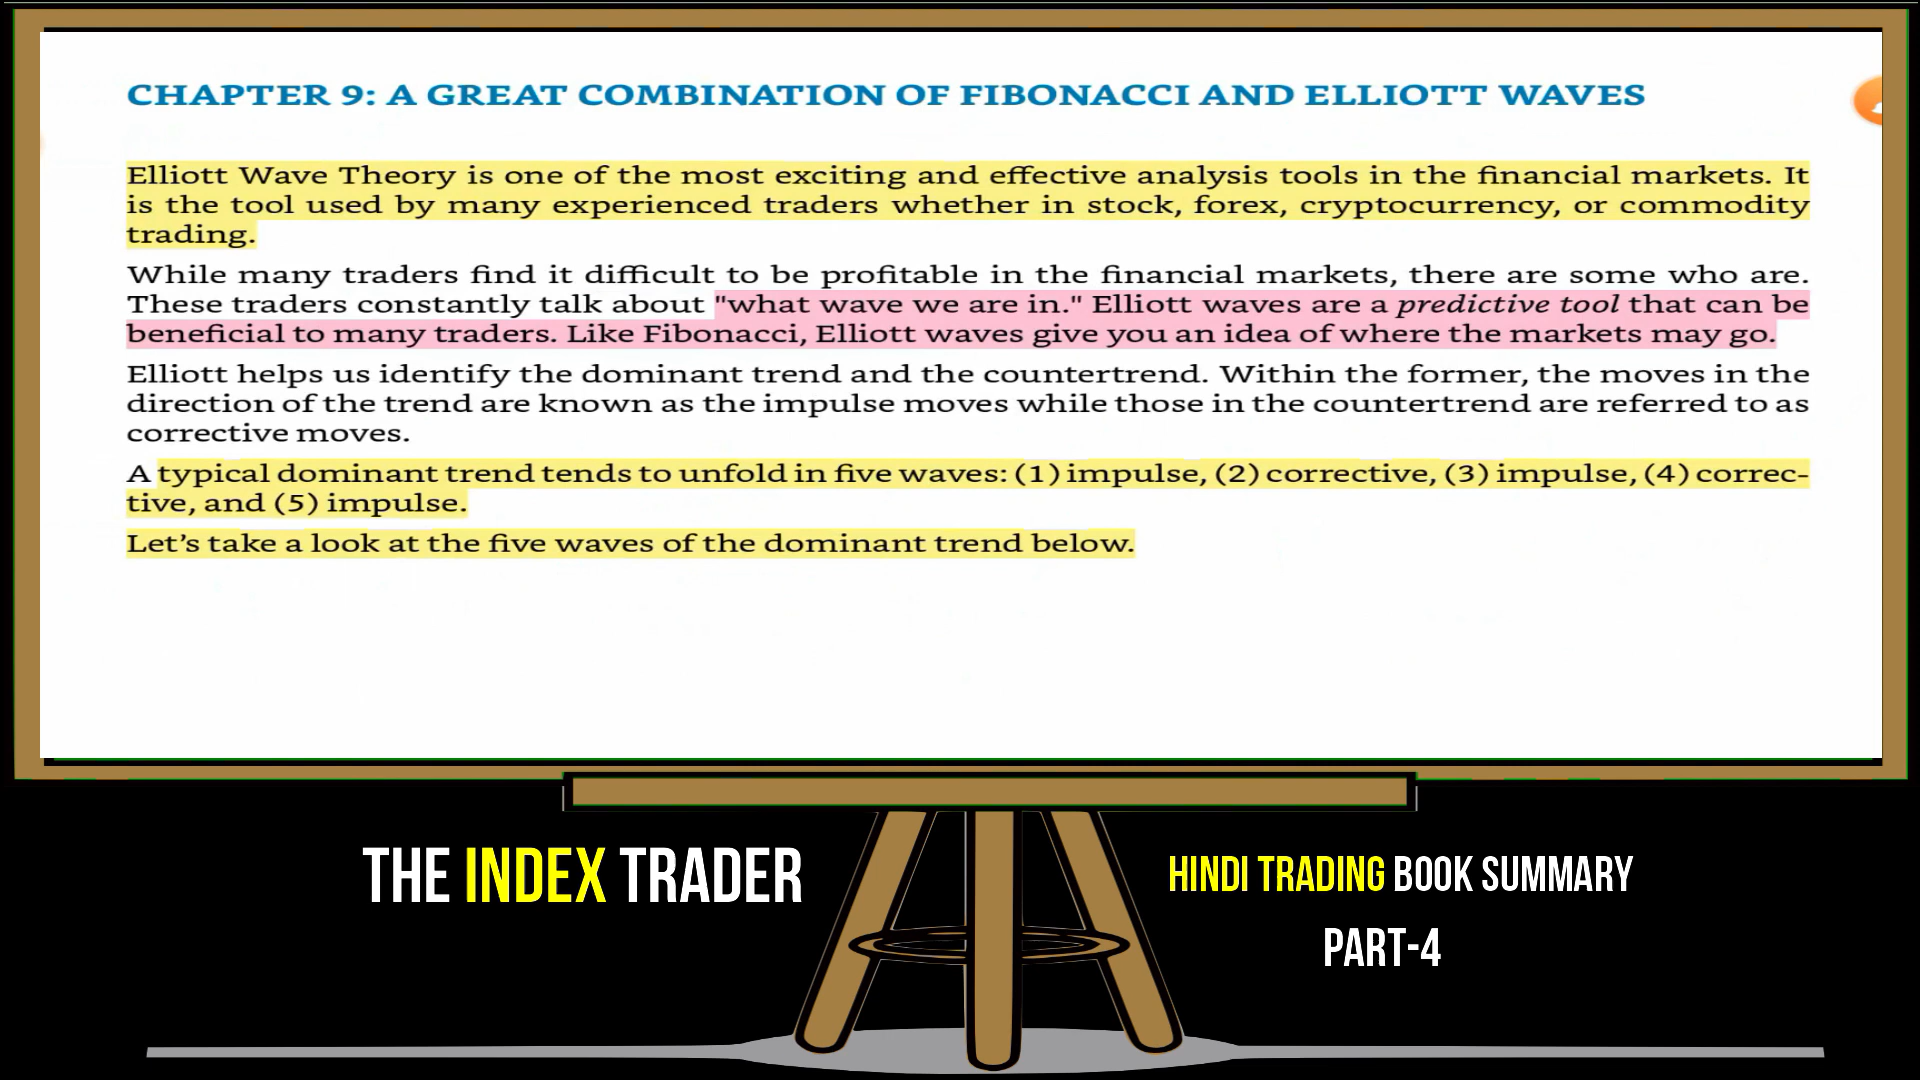 CHAPTER 9: A GREAT COMBINATION OF FIBONACCI AND ELLIOTT WAVES
Elliott Wave Theory is one of the most exciting and effective analysis tools in the financial markets. It
is the tool used by many experienced traders whether in stock, forex, cryptocurrency, or commodity
trading.
While many traders find it difficult to be profitable in the financial markets, there are some who are.
These traders constantly talk about "what wave we are in." Elliott waves are a predictive tool that can be
beneficial to many traders. Like Fibonacci, Elliott waves give you an idea of where the markets may go.
Elliott helps us identify the dominant trend and the countertrend. Within the former, the moves in the
direction of the trend are known as the impulse moves while those in the countertrend are referred to as
corrective moves.
A typical dominant trend tends to unfold in five waves: (1) impulse, (2) corrective, (3) impulse, (4) correc-
tive, and (5) impulse.
Let's take a look at the five waves of the dominant trend below.
THE INDEX TRADER
HINDI TRADING BOOK SUMMARY
PART-4